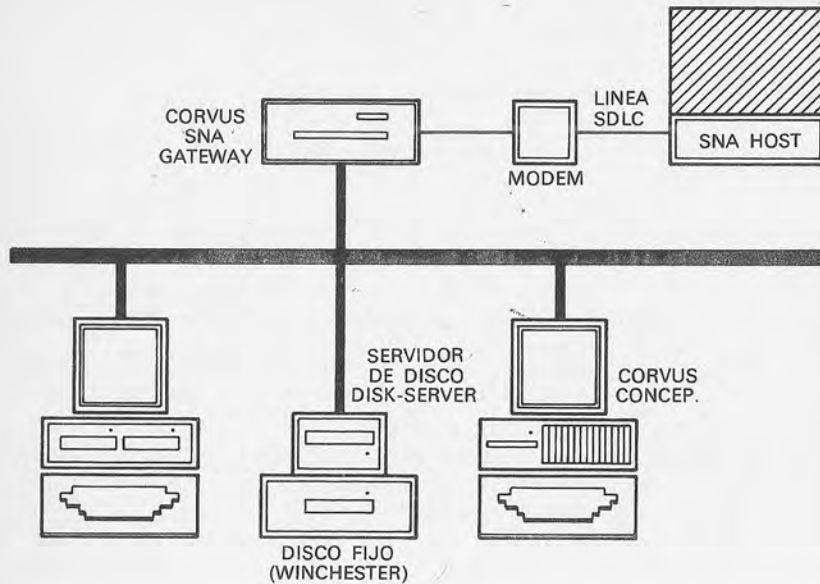 CORVUS
SNA
GATEWAY
LINEA
SDLC
SNA HOST
MODEM
SERVIDOR
DE DISCO
DISK-SERVER
CORVUS
CONCEP.
DISCO FIJO
(WINCHESTER)